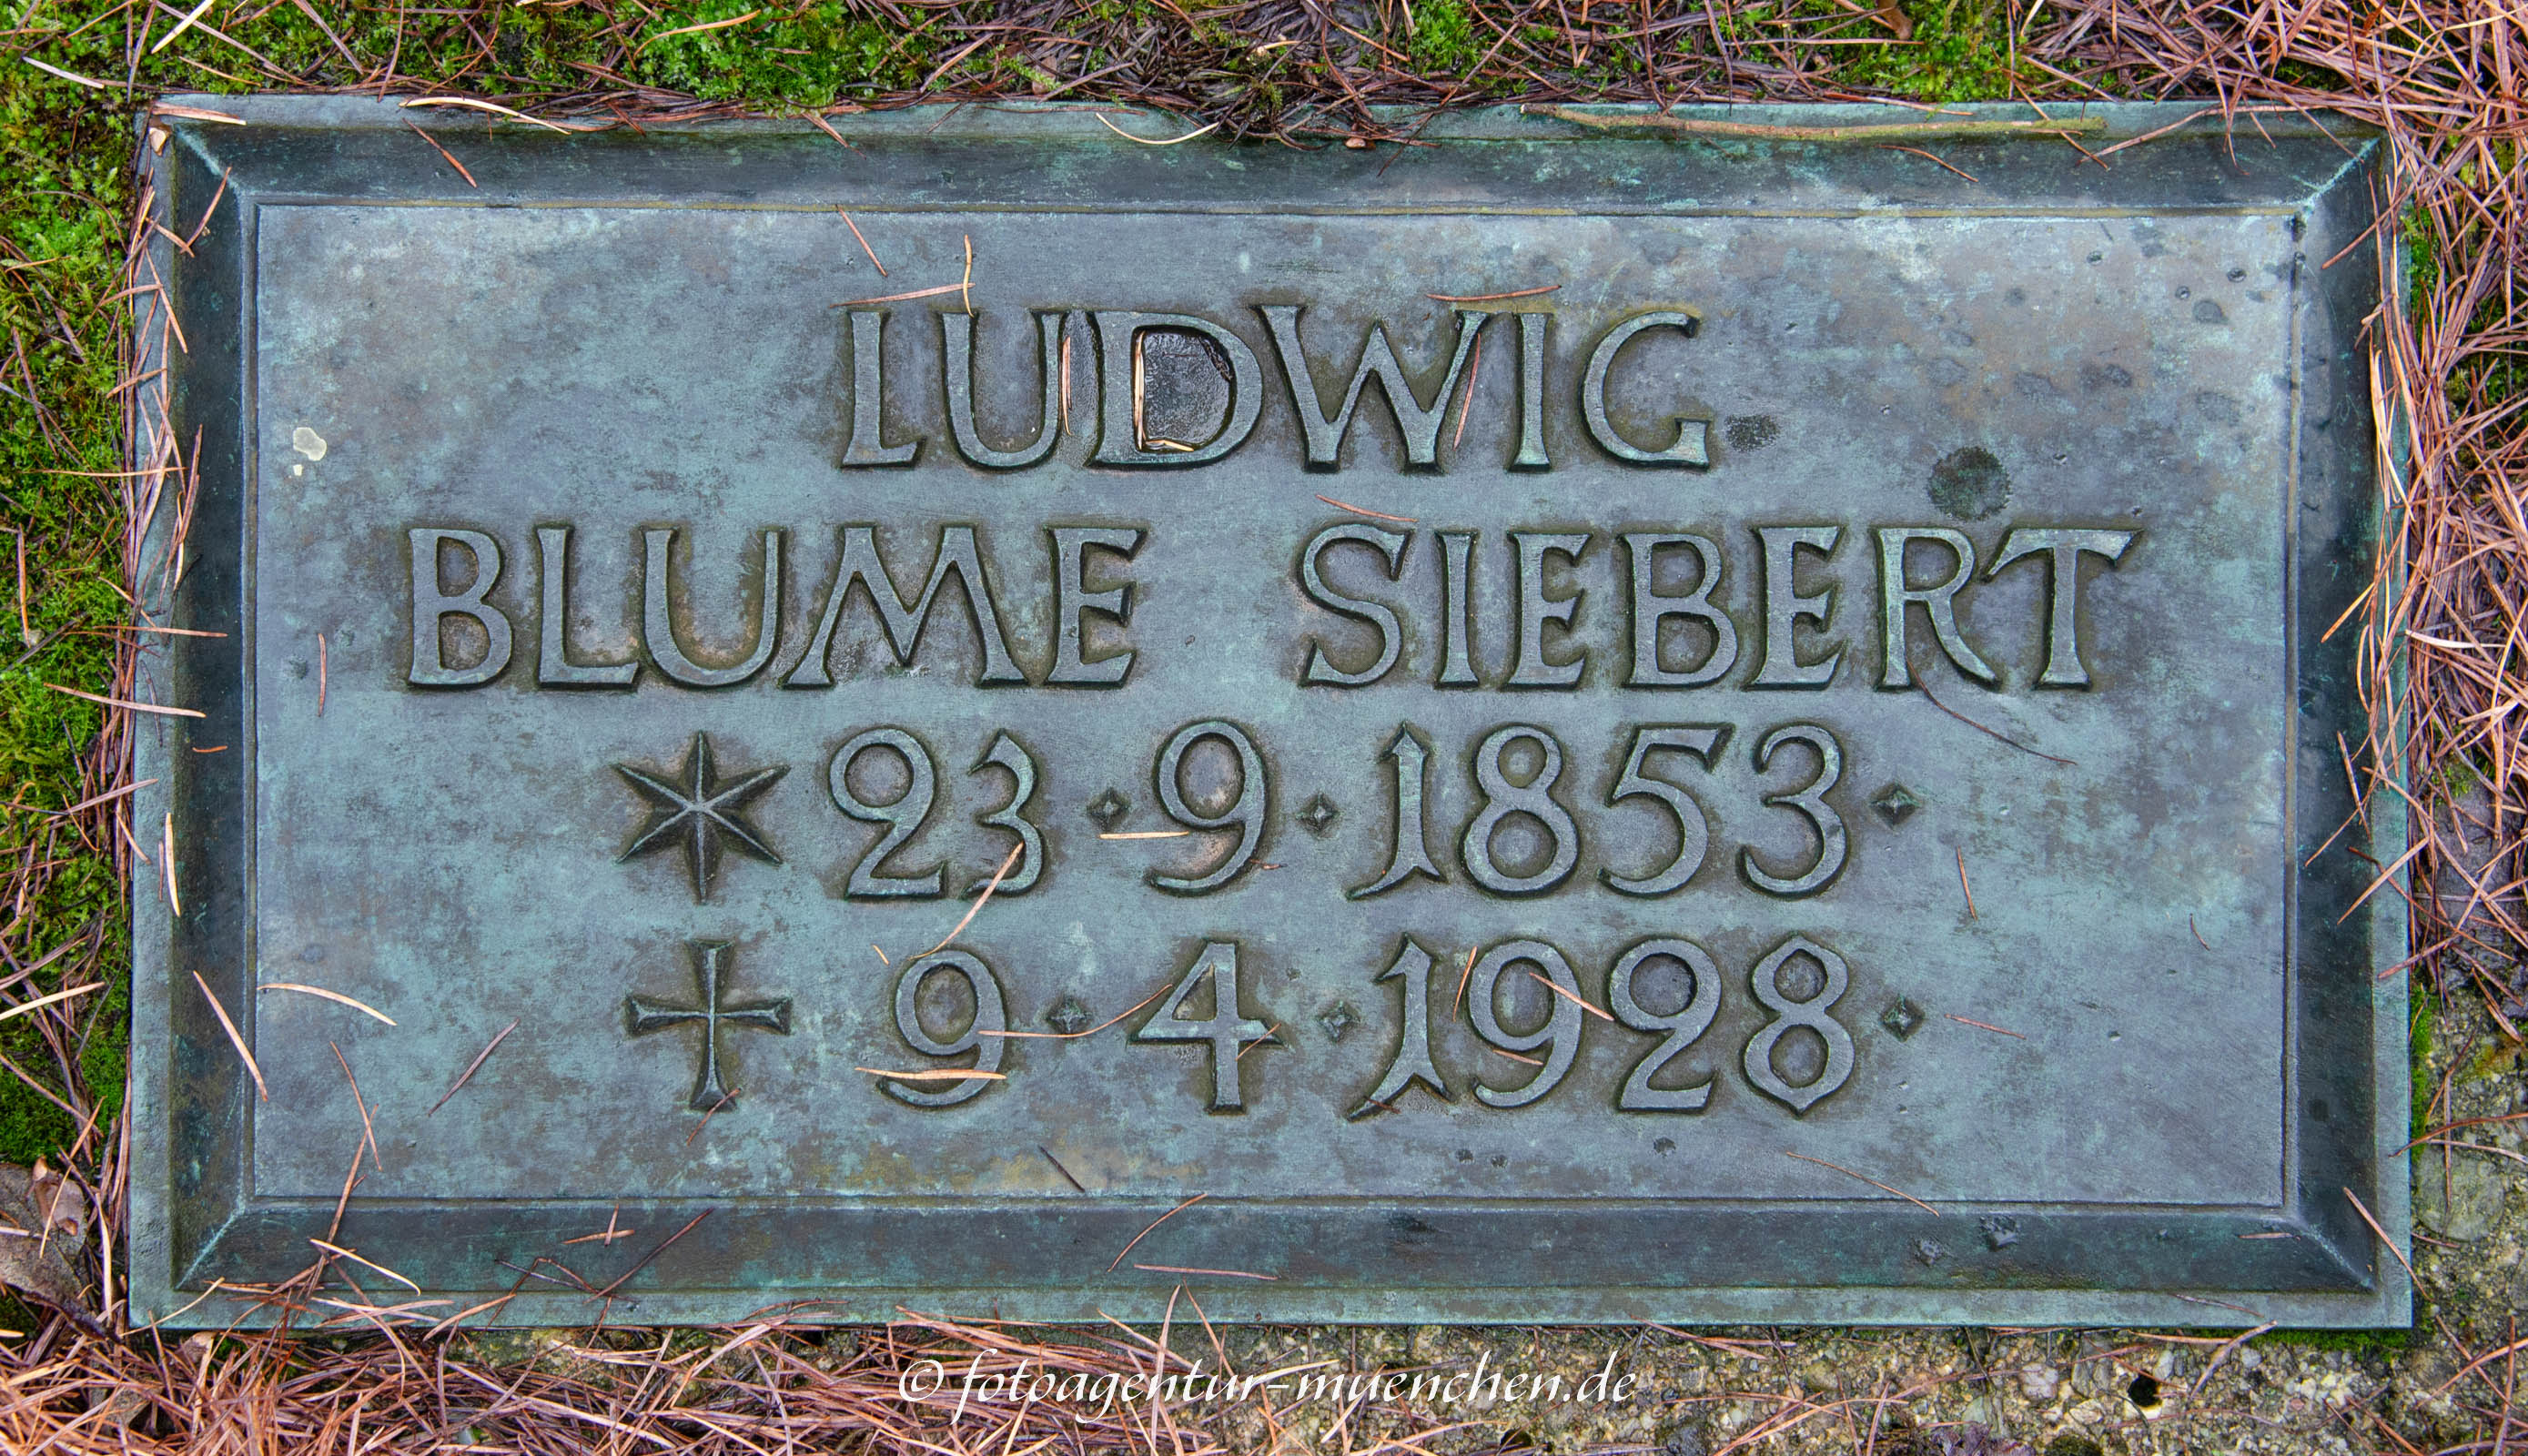 LUDWIG
BLUME SIEBERT
* 23·9·1853·
† 9·4·1928·
© fotoagentur-muenchen.de